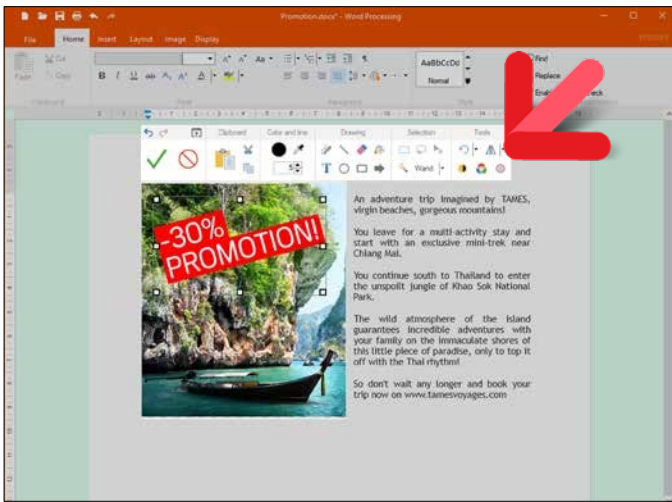 Promotion.docx* - Word Processing
File Home Insert Layout Image Display
Cut
Copy
Paste
Clipboard
Font
Paragraph
Style
AaBbCcDd
Normal
Find
Replace
Clipboard Color and line Drawing Selection Tools
5
Wand
-30%
PROMOTION!
An adventure trip imagined by TAMES,
virgin beaches, gorgeous mountains!
You leave for a multi-activity stay and
start with an exclusive mini-trek near
Chiang Mai.
You continue south to Thailand to enter
the unspoilt jungle of Khao Sok National
Park.
The wild atmosphere of the island
guarantees incredible adventures with
your family on the immaculate shores of
this little piece of paradise, only to top it
off with the Thai rhythm!
So don't wait any longer and book your
trip now on www.tamesvoyages.com